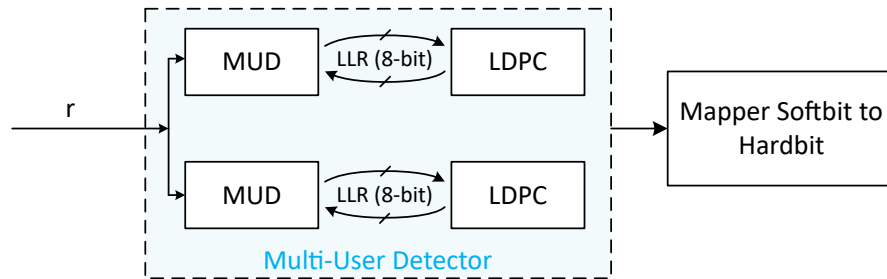 r
MUD
LLR (8-bit)
LDPC
MUD
LLR (8-bit)
LDPC
Multi-User Detector
Mapper Softbit to
Hardbit